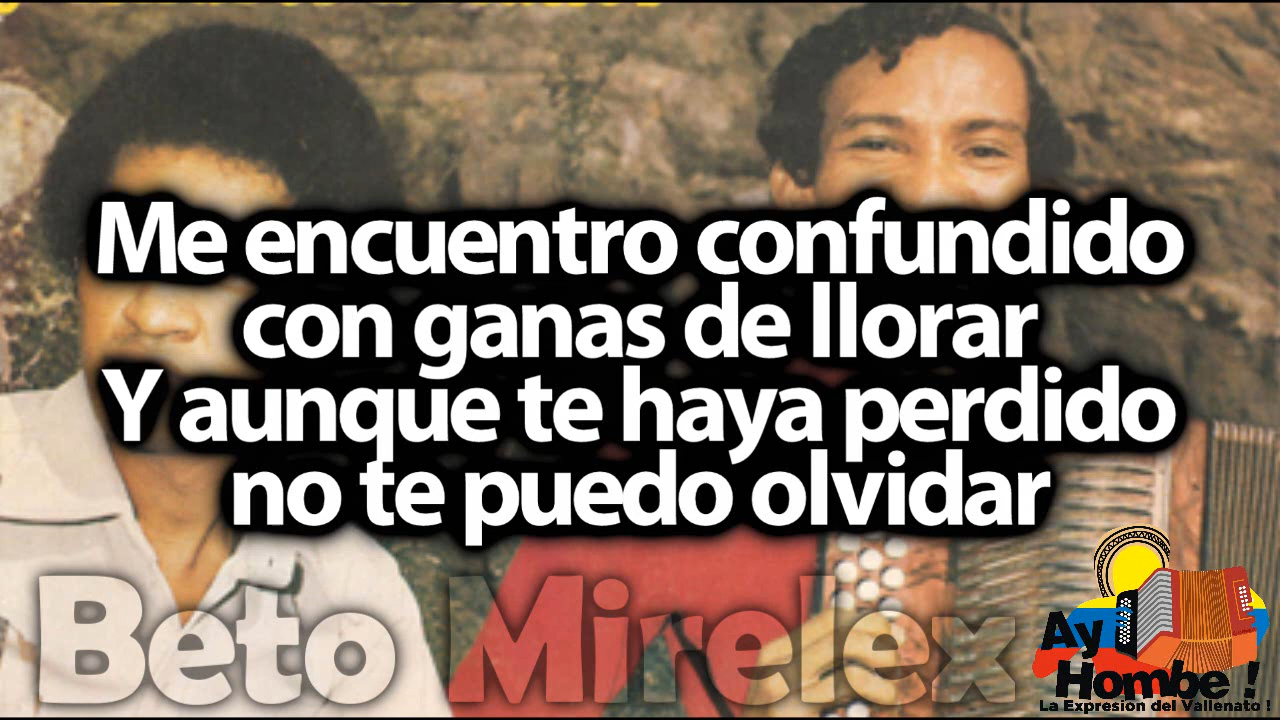 Me encuentro confundido
con ganas de llorar
Y aunque te haya perdido
no te puedo olvidar
Beto Mirelex
Ay
Hombe !
La Expresion del Vallenato !